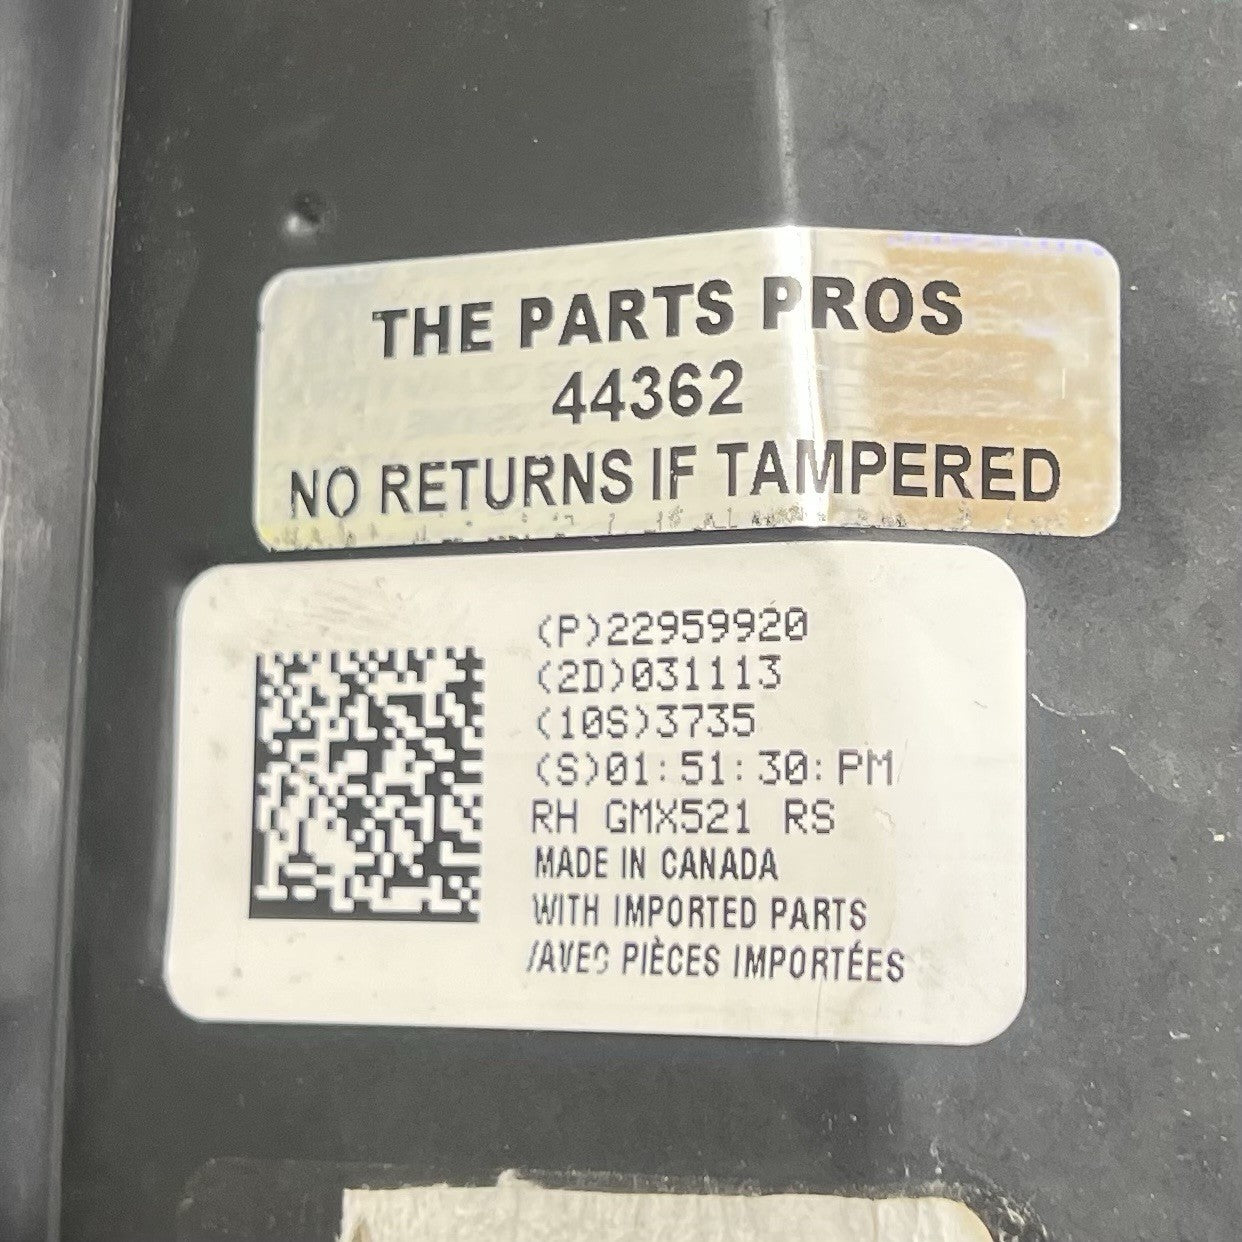 THE PARTS PROS
44362
NO RETURNS IF TAMPERED
(P)22959920
(2D)031113
(10S)3735
(S)01:51:30:PM
RH GMX521 RS
MADE IN CANADA
WITH IMPORTED PARTS
/AVEC PIÈCES IMPORTÉES